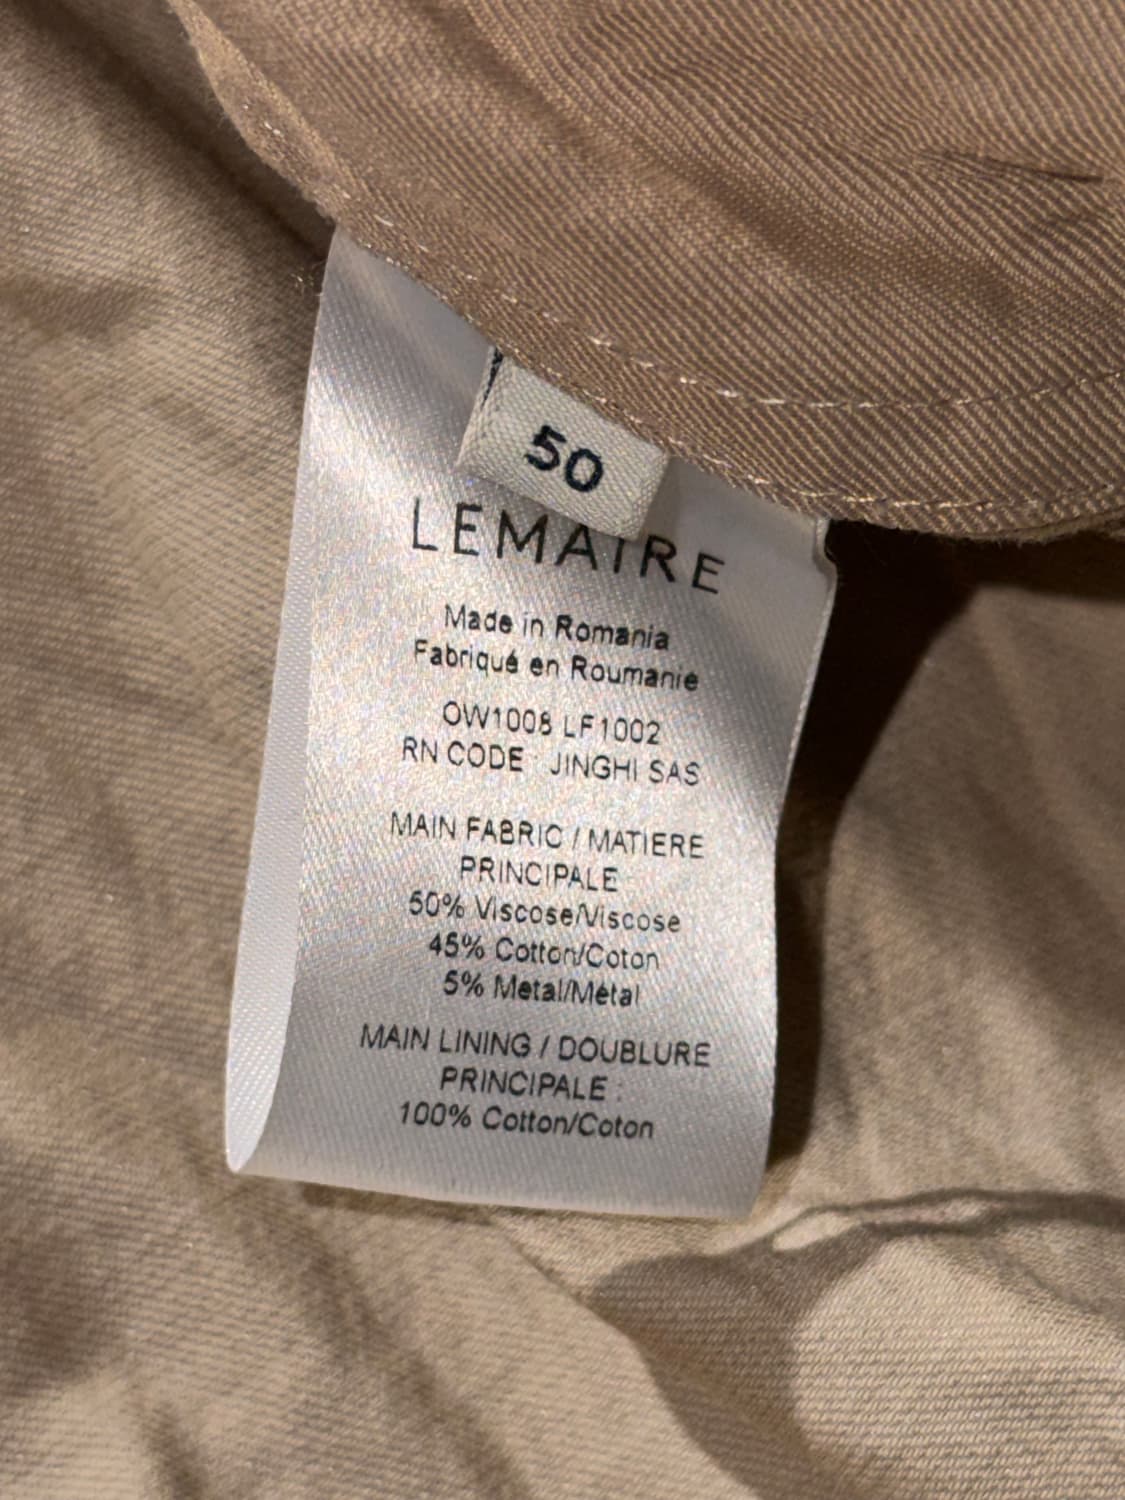 50
LEMAIRE
Made in Romania
Fabriqué en Roumanie
OW1008 LF1002
RN CODE : JINGHI SAS
MAIN FABRIC / MATIERE
PRINCIPALE :
50% Viscose/Viscose
45% Cotton/Coton
5% Metal/Métal
MAIN LINING / DOUBLURE
PRINCIPALE :
100% Cotton/Coton